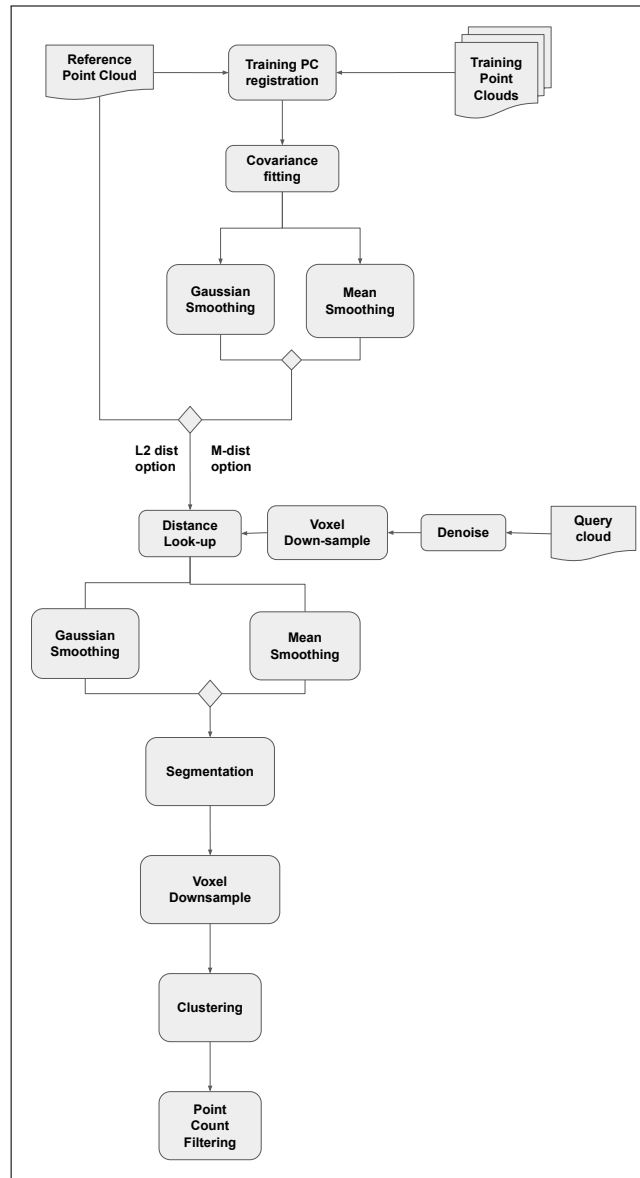 Reference
Point Cloud
Training PC
registration
Training
Point
Clouds
Covariance
fitting
Gaussian
Smoothing
Mean
Smoothing
L2 dist
option
M-dist
option
Distance
Look-up
Voxel
Down-sample
Denoise
Query
cloud
Gaussian
Smoothing
Mean
Smoothing
Segmentation
Voxel
Downsample
Clustering
Point
Count
Filtering